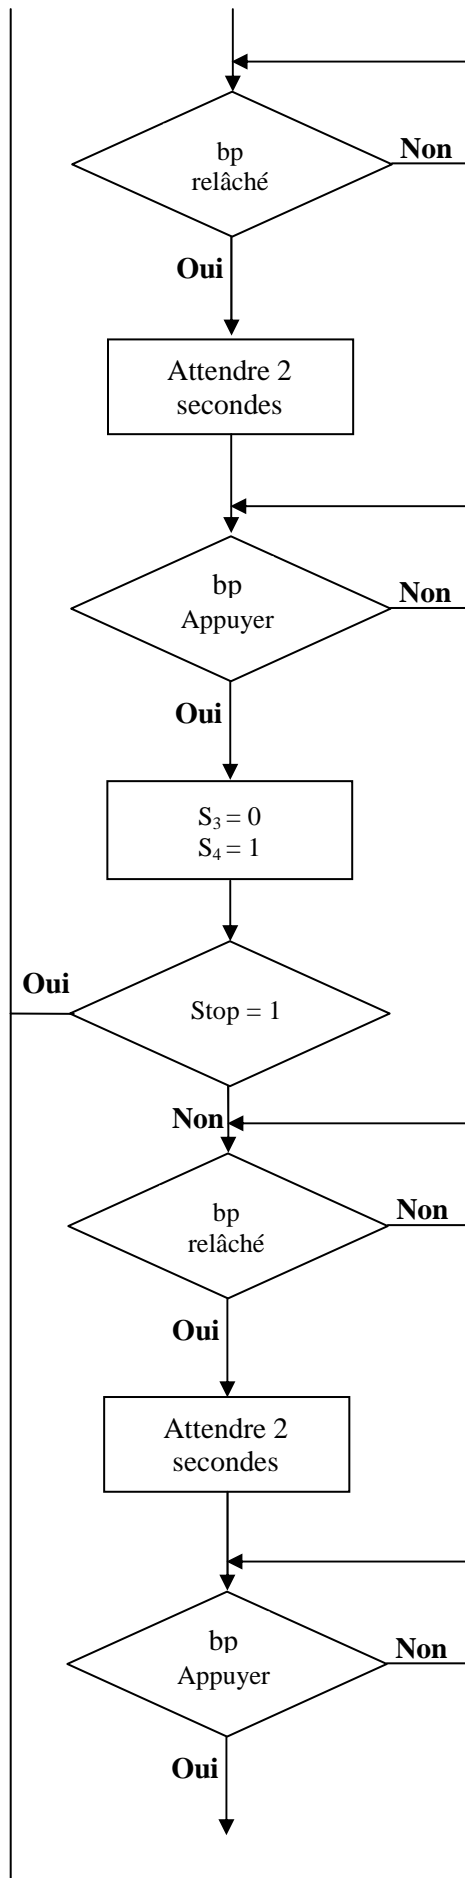 bp
relâché
Non
Oui
Attendre 2
secondes
bp
Appuyer
Non
Oui
S₃ = 0
S₄ = 1
Oui
Stop = 1
Non
bp
relâché
Non
Oui
Attendre 2
secondes
bp
Appuyer
Non
Oui